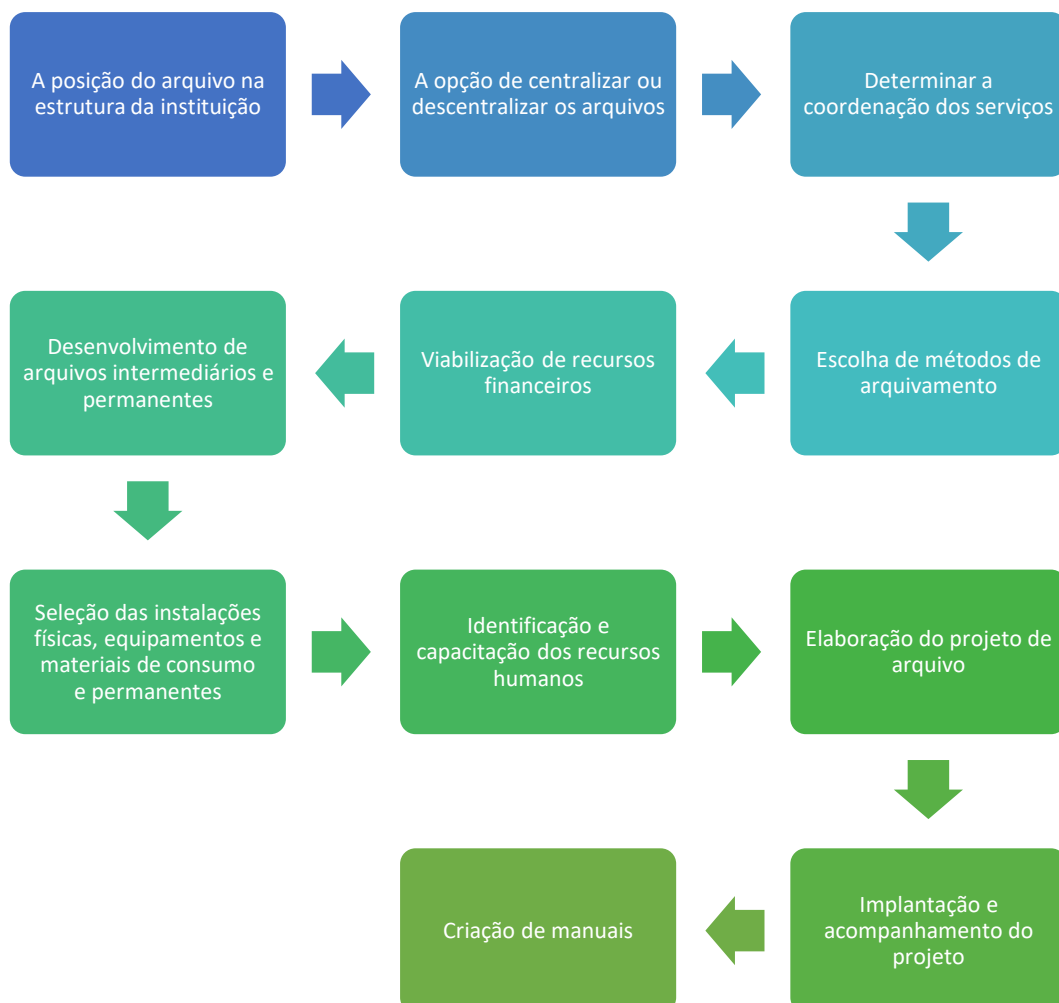 A posição do arquivo na
estrutura da instituição
A opção de centralizar ou
descentralizar os arquivos
Determinar a
coordenação dos serviços
Escolha de métodos de
arquivamento
Viabilização de recursos
financeiros
Desenvolvimento de
arquivos intermediários e
permanentes
Seleção das instalações
físicas, equipamentos e
materiais de consumo
e permanentes
Identificação e
capacitação dos recursos
humanos
Elaboração do projeto de
arquivo
Implantação e
acompanhamento do
projeto
Criação de manuais